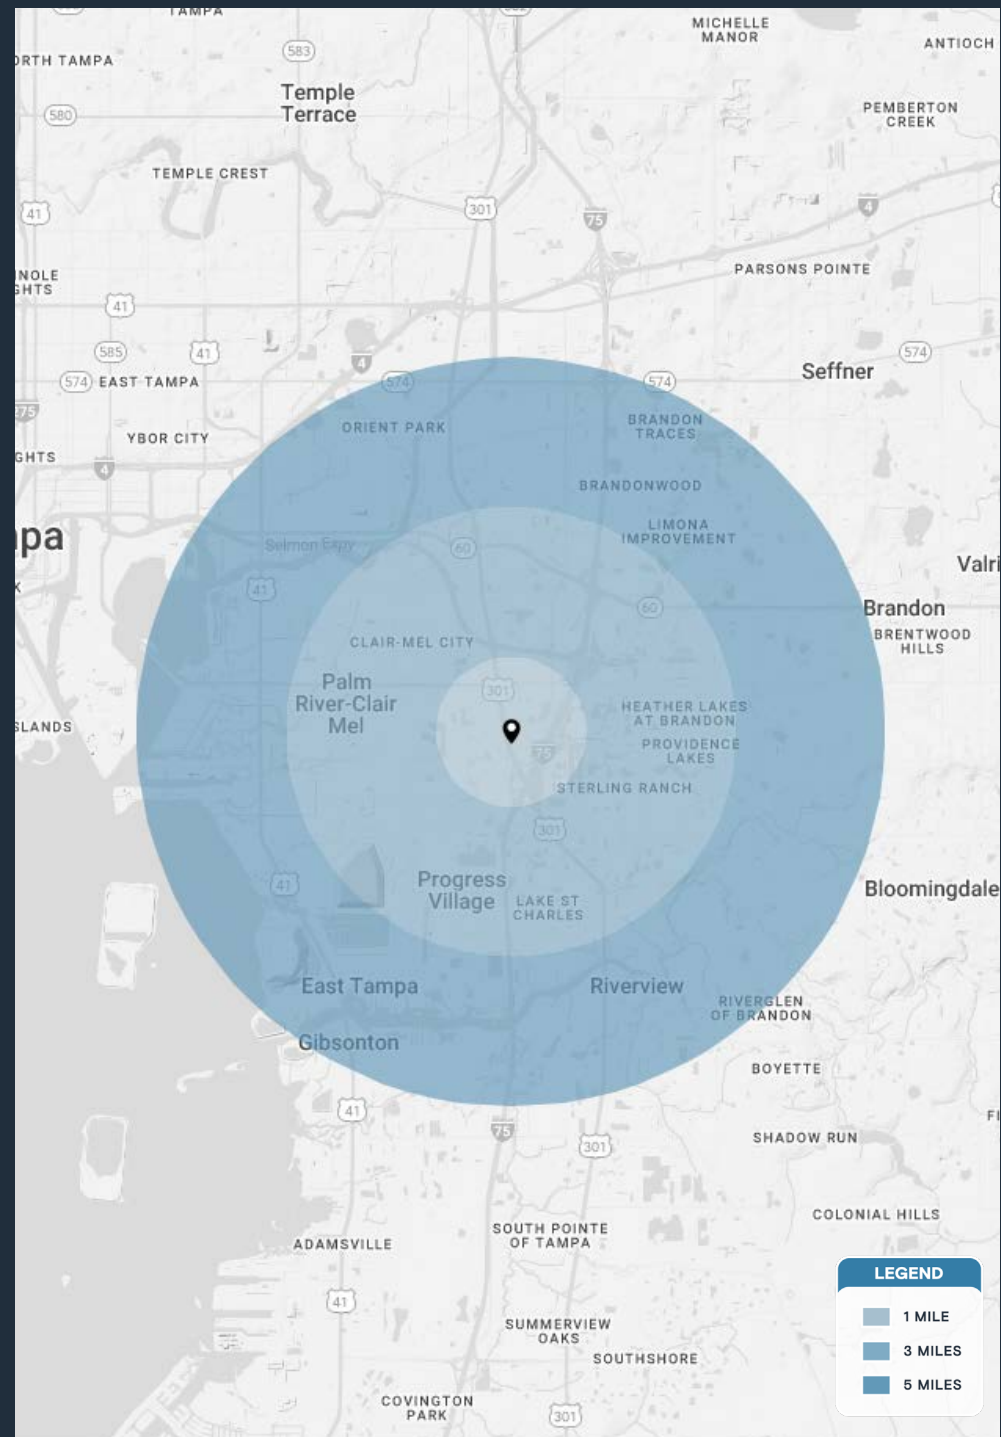 TAMPA
MICHELLE
MANOR
ANTIOCH
583
ORTH TAMPA
Temple
Terrace
580
PEMBERTON
CREEK
TEMPLE CREST
41
301
75
4
PARSONS POINTE
NOLE
GHTS
41
585
41
4
574
Seffner
574
EAST TAMPA
574
574
275
ORIENT PARK
BRANDON
TRACES
YBOR CITY
GHTS
4
BRANDONWOOD
LIMONA
IMPROVEMENT
pa
Selmon Expy
60
Valri
41
60
Brandon
BRENTWOOD
HILLS
CLAIR-MEL CITY
Palm
River-Clair
Mel
301
HEATHER LAKES
AT BRANDON
SLANDS
75
PROVIDENCE
LAKES
STERLING RANCH
301
41
Progress
Village
LAKE ST
CHARLES
Bloomingdale
East Tampa
Riverview
RIVERGLEN
OF BRANDON
Gibsonton
BOYETTE
41
75
301
SHADOW RUN
COLONIAL HILLS
SOUTH POINTE
OF TAMPA
ADAMSVILLE
41
SUMMERVIEW
OAKS
SOUTHSHORE
COVINGTON
PARK
301
LEGEND
1 MILE
3 MILES
5 MILES